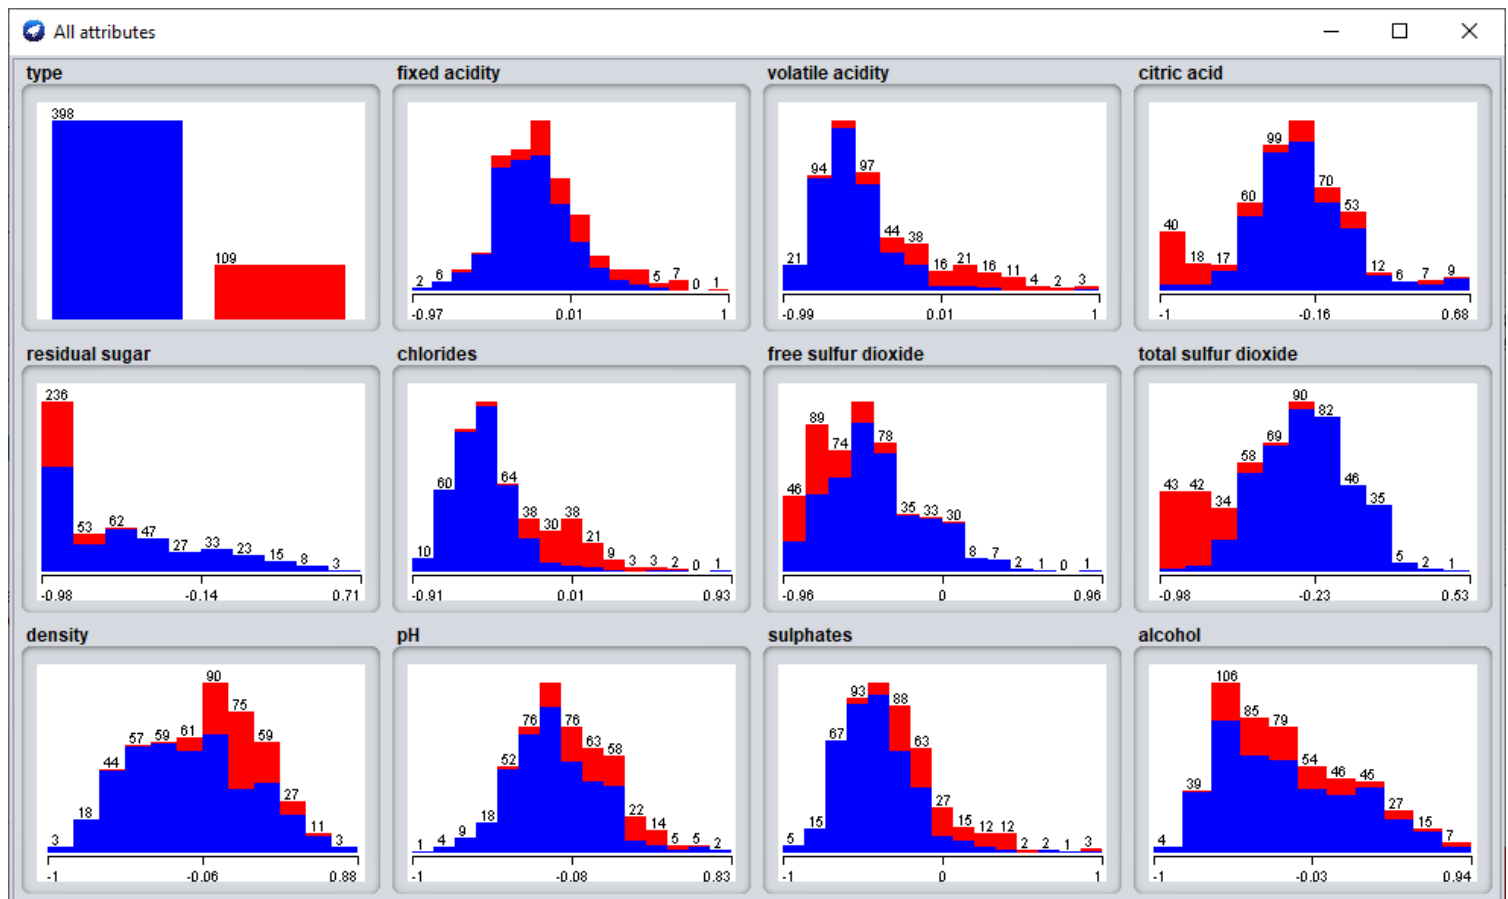 All attributes
type
398
109
fixed acidity
2 6 5 7 0 1
-0.97 0.01 1
volatile acidity
21 94 97 44 38 16 21 16 11 4 2 3
-0.99 0.01 1
citric acid
40 18 17 60 99 70 53 12 6 7 9
-1 -0.16 0.68
residual sugar
236 53 62 47 27 33 23 15 8 3
-0.98 -0.14 0.71
chlorides
10 60 64 38 30 38 21 9 3 3 2 0 1
-0.91 0.01 0.93
free sulfur dioxide
46 89 74 78 35 33 30 8 7 2 1 0 1
-0.96 0 0.96
total sulfur dioxide
43 42 34 58 69 90 82 46 35 5 2 1
-0.98 -0.23 0.53
density
3 18 44 57 59 61 90 75 59 27 11 3
-1 -0.06 0.88
pH
1 4 9 18 52 76 76 63 58 22 14 5 5 2
-1 -0.08 0.83
sulphates
5 15 67 93 88 63 27 15 12 12 2 2 1 3
-1 0 1
alcohol
4 39 106 85 79 54 46 45 27 15 7
-1 -0.03 0.94